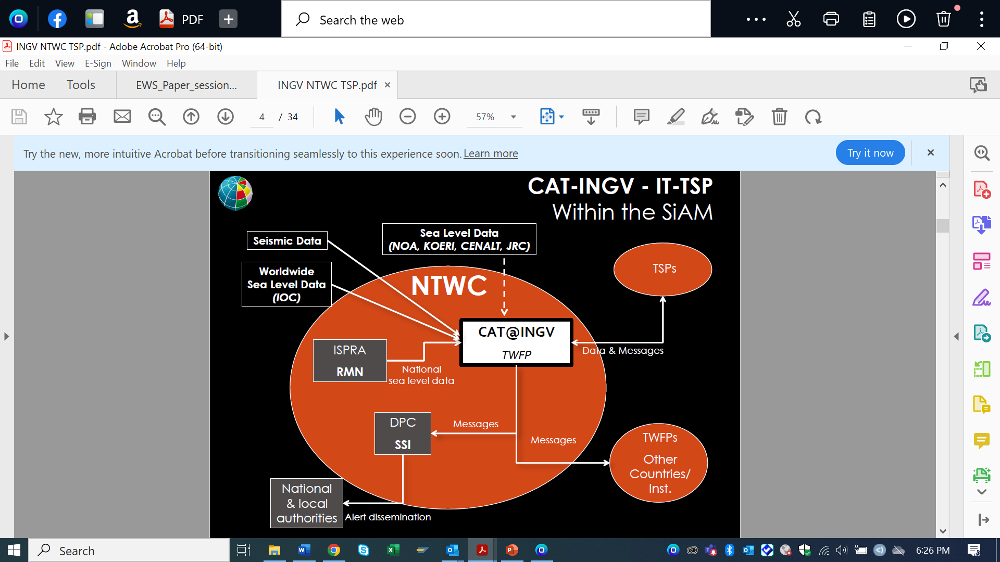 PDF
Search the web
INGV NTWC TSP.pdf - Adobe Acrobat Pro (64-bit)
File Edit View E-Sign Window Help
Home Tools EWS_Paper_session... INGV NTWC TSP.pdf
4 / 34 57%
Try the new, more intuitive Acrobat before transitioning seamlessly to this experience soon. Learn more
Try it now
CAT-INGV - IT-TSP
Within the SiAM
Seismic Data
Sea Level Data
(NOA, KOERI, CENALT, JRC)
Worldwide
Sea Level Data
(IOC)
NTWC
TSPs
CAT@INGV
TWFP
Data & Messages
ISPRA
RMN
National
sea level data
DPC
SSI
Messages
Messages
TWFPs
Other
Countries/
Inst.
National
& local
authorities
Alert dissemination
Search
6:26 PM